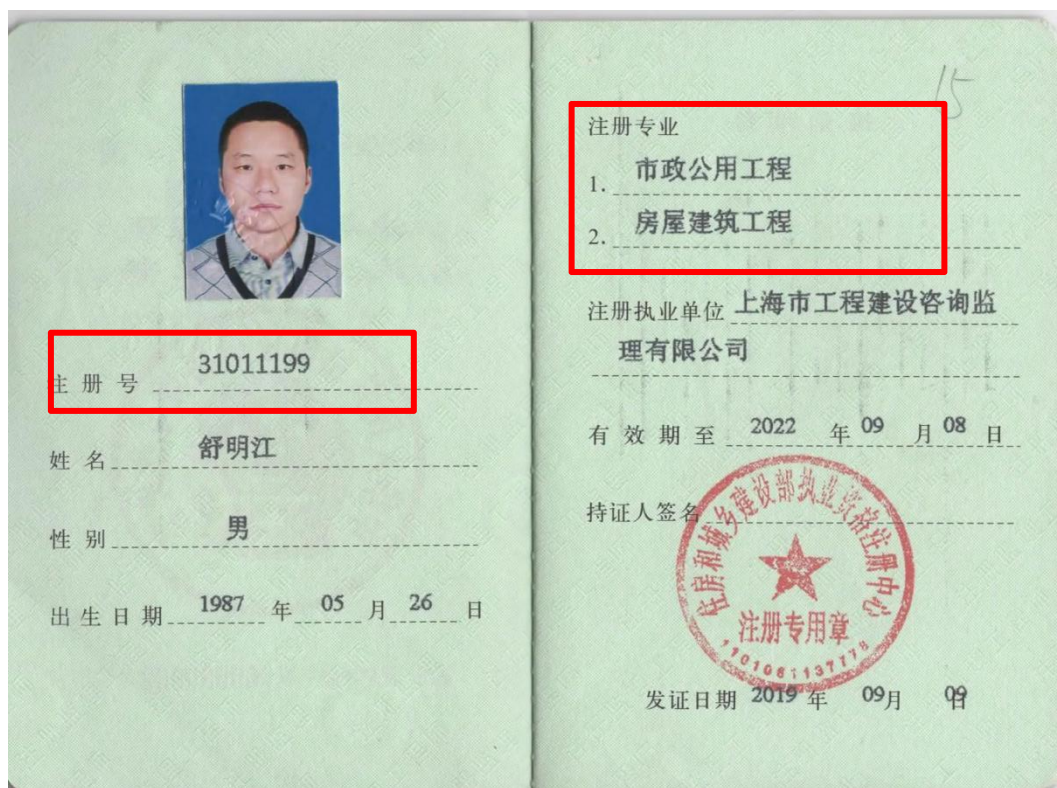 注册号 31011199
姓名 舒明江
性别 男
出生日期 1987 年 05 月 26 日
15
注册专业
1. 市政公用工程
2. 房屋建筑工程
注册执业单位 上海市工程建设咨询监
理有限公司
有效期至 2022 年 09 月 08 日
持证人签名
住房和城乡建设部执业资格注册中心
注册专用章
发证日期 2019 年 09月 09日